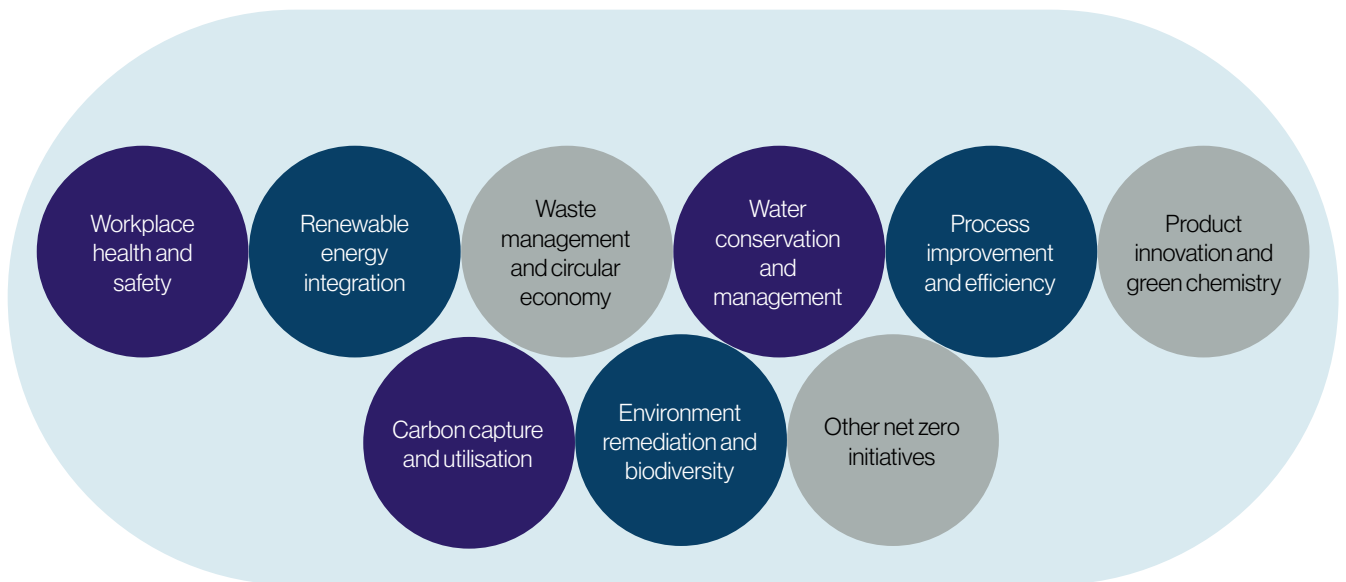 Workplace
health and
safety
Renewable
energy
integration
Waste
management
and circular
economy
Water
conservation
and
management
Process
improvement
and efficiency
Product
innovation and
green chemistry
Carbon capture
and utilisation
Environment
remediation and
biodiversity
Other net zero
initiatives